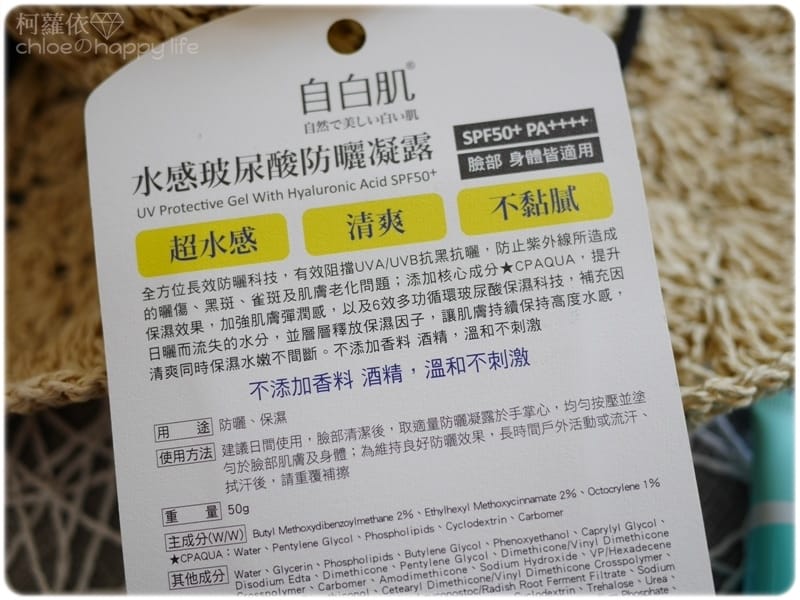 柯蘿依
chloeのhappy life
自白肌®
自然で美しい白い肌
水感玻尿酸防曬凝露
UV Protective Gel With Hyaluronic Acid SPF50+
SPF50+ PA++++
臉部 身體皆適用
超水感 清爽 不黏膩
全方位長效防曬科技，有效阻擋UVA/UVB抗黑抗曬，防止紫外線所造成
的曬傷、黑斑、雀斑及肌膚老化問題；添加核心成分★CPAQUA，提升
保濕效果，加強肌膚彈潤感，以及6效多功循環玻尿酸保濕科技，補充因
日曬而流失的水分，並層層釋放保濕因子，讓肌膚持續保持高度水感，
清爽同時保濕水嫩不間斷。不添加香料 酒精，溫和不刺激
不添加香料 酒精，溫和不刺激
用途 防曬、保濕
使用方法 建議日間使用，臉部清潔後，取適量防曬凝露於手掌心，均勻按壓並塗
勻於臉部肌膚及身體；為維持良好防曬效果，長時間戶外活動或流汗、
拭汗後，請重覆補擦
重量 50g
主成分(W/W) Butyl Methoxydibenzoylmethane 2%、Ethylhexyl Methoxycinnamate 2%、Octocrylene 1%
★CPAQUA：Water、Pentylene Glycol、Phospholipids、Cyclodextrin、Carbomer
其他成分 Water、Glycerin、Phospholipids、Butylene Glycol、Phenoxyethanol、Caprylyl Glycol、
Disodium Edta、Dimethicone、Pentylene Glycol、Dimethicone/Vinyl Dimethicone
Crosspolymer、Carbomer、Amodimethicone、Sodium Hydroxide、VP/Hexadecene
Cetearyl Dimethicone/Vinyl Dimethicone Crosspolymer、
/Radish Root Ferment Filtrate、Sodium
Cyclodextrin、Trehalose、Urea、
Phosphate、